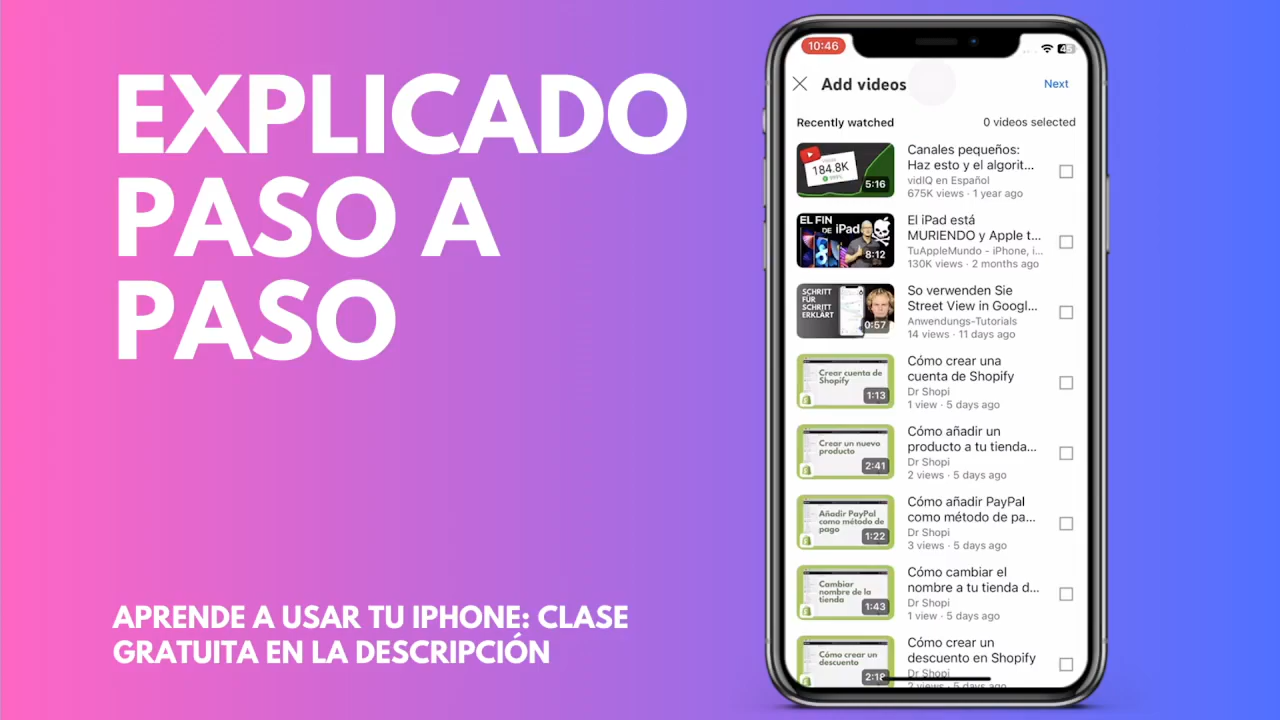 EXPLICADO
PASO A
PASO
APRENDE A USAR TU IPHONE: CLASE
GRATUITA EN LA DESCRIPCIÓN
10:46
45
Add videos
Next
Recently watched
0 videos selected
184.8K
5:16
Canales pequeños:
Haz esto y el algorit...
vidIQ en Español
675K views · 1 year ago
EL FIN
DE iPad
8:12
El iPad está
MURIENDO y Apple t...
TuAppleMundo - iPhone, i...
130K views · 2 months ago
SCHRITT
FÜR
SCHRITT
ERKLÄRT
0:57
So verwenden Sie
Street View in Googl...
Anwendungs-Tutorials
14 views · 11 days ago
Crear cuenta de
Shopify
1:13
Cómo crear una
cuenta de Shopify
Dr Shopi
1 view · 5 days ago
Crear un nuevo
producto
2:41
Cómo añadir un
producto a tu tienda...
Dr Shopi
2 views · 5 days ago
Añadir PayPal
como método de
pago
1:22
Cómo añadir PayPal
como método de pa...
Dr Shopi
3 views · 5 days ago
Cambiar
nombre de la
tienda
1:43
Cómo cambiar el
nombre a tu tienda d...
Dr Shopi
1 view · 5 days ago
Cómo crear un
descuento
Cómo crear un
descuento en Shopify
Dr Shopi
2 views · 5 days ago